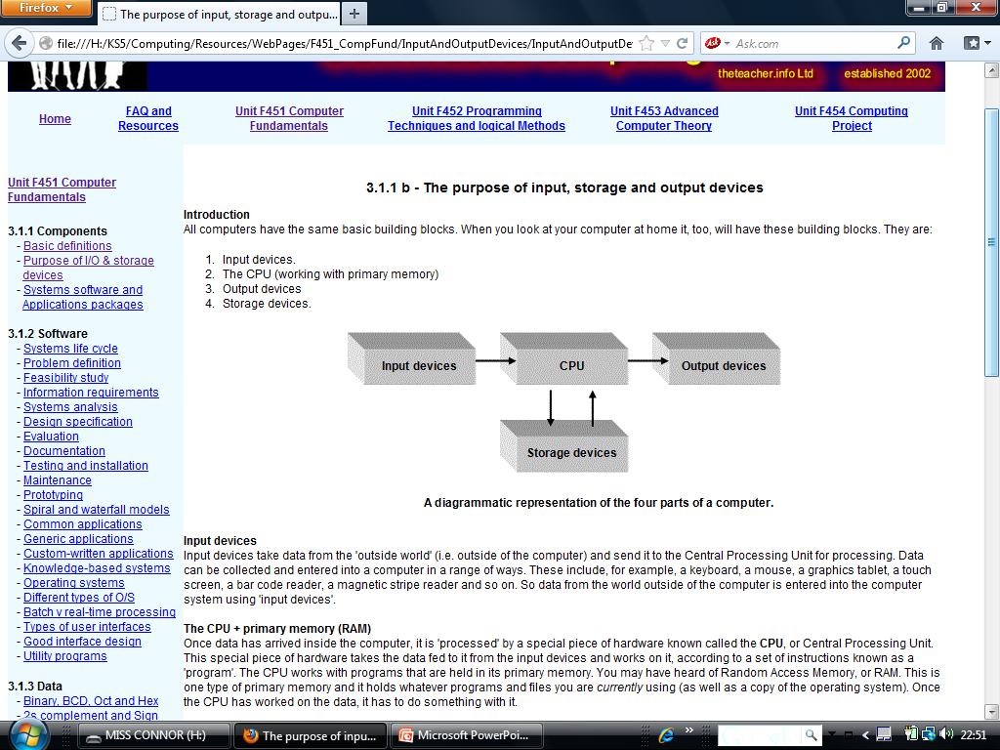 Firefox
The purpose of input, storage and outpu...
file:///H:/KS5/Computing/Resources/WebPages/F451_CompFund/InputAndOutputDevices/InputAndOutputDe
Ask.com
theteacher.info Ltd established 2002
Home
FAQ and
Resources
Unit F451 Computer
Fundamentals
Unit F452 Programming
Techniques and logical Methods
Unit F453 Advanced
Computer Theory
Unit F454 Computing
Project
Unit F451 Computer
Fundamentals
3.1.1 Components
- Basic definitions
- Purpose of I/O & storage
devices
- Systems software and
Applications packages
3.1.2 Software
- Systems life cycle
- Problem definition
- Feasibility study
- Information requirements
- Systems analysis
- Design specification
- Evaluation
- Documentation
- Testing and installation
- Maintenance
- Prototyping
- Spiral and waterfall models
- Common applications
- Generic applications
- Custom-written applications
- Knowledge-based systems
- Operating systems
- Different types of O/S
- Batch v real-time processing
- Types of user interfaces
- Good interface design
- Utility programs
3.1.3 Data
- Binary, BCD, Oct and Hex
- 2s complement and Sign
3.1.1 b - The purpose of input, storage and output devices
Introduction
All computers have the same basic building blocks. When you look at your computer at home it, too, will have these building blocks. They are:
1. Input devices.
2. The CPU (working with primary memory)
3. Output devices
4. Storage devices.
Input devices
CPU
Output devices
Storage devices
A diagrammatic representation of the four parts of a computer.
Input devices
Input devices take data from the 'outside world' (i.e. outside of the computer) and send it to the Central Processing Unit for processing. Data
can be collected and entered into a computer in a range of ways. These include, for example, a keyboard, a mouse, a graphics tablet, a touch
screen, a bar code reader, a magnetic stripe reader and so on. So data from the world outside of the computer is entered into the computer
system using 'input devices'.
The CPU + primary memory (RAM)
Once data has arrived inside the computer, it is 'processed' by a special piece of hardware known called the CPU, or Central Processing Unit.
This special piece of hardware takes the data fed to it from the input devices and works on it, according to a set of instructions known as a
'program'. The CPU works with programs that are held in its primary memory. You may have heard of Random Access Memory, or RAM. This is
one type of primary memory and it holds whatever programs and files you are currently using (as well as a copy of the operating system). Once
the CPU has worked on the data, it has to do something with it.
MISS CONNOR (H:)
The purpose of inpu...
Microsoft PowerPoi...
22:51